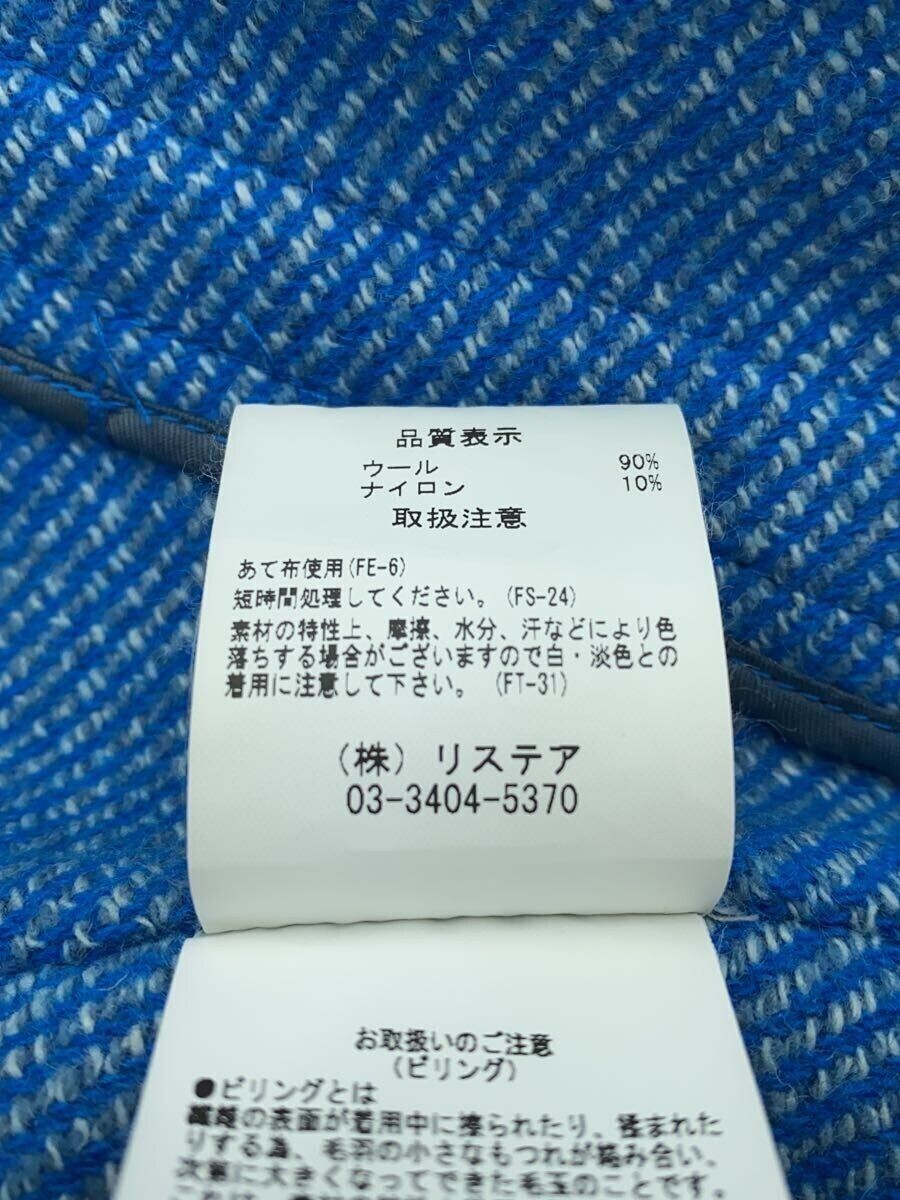 品質表示
ウール 90%
ナイロン 10%
取扱注意
あて布使用(FE-6)
短時間処理してください。(FS-24)
素材の特性上、摩擦、水分、汗などにより色
落ちする場合がございますので白・淡色との
着用に注意して下さい。(FT-31)
(株)リステア
03-3404-5370
お取扱いのご注意
(ピリング)
●ピリングとは
繊維の表面が着用中に擦られたり、揉まれた
りする為、毛羽の小さなもつれが絡み合い、
次第に大きくなってできた毛玉のことです。